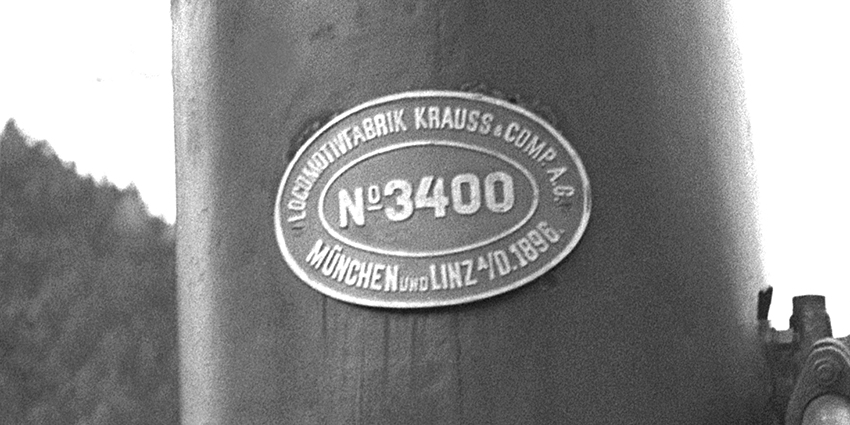 LOCOMOTIVFABRIK KRAUSS & COMP. A.G.
Nº 3400
MÜNCHEN UND LINZ A/D. 1896.